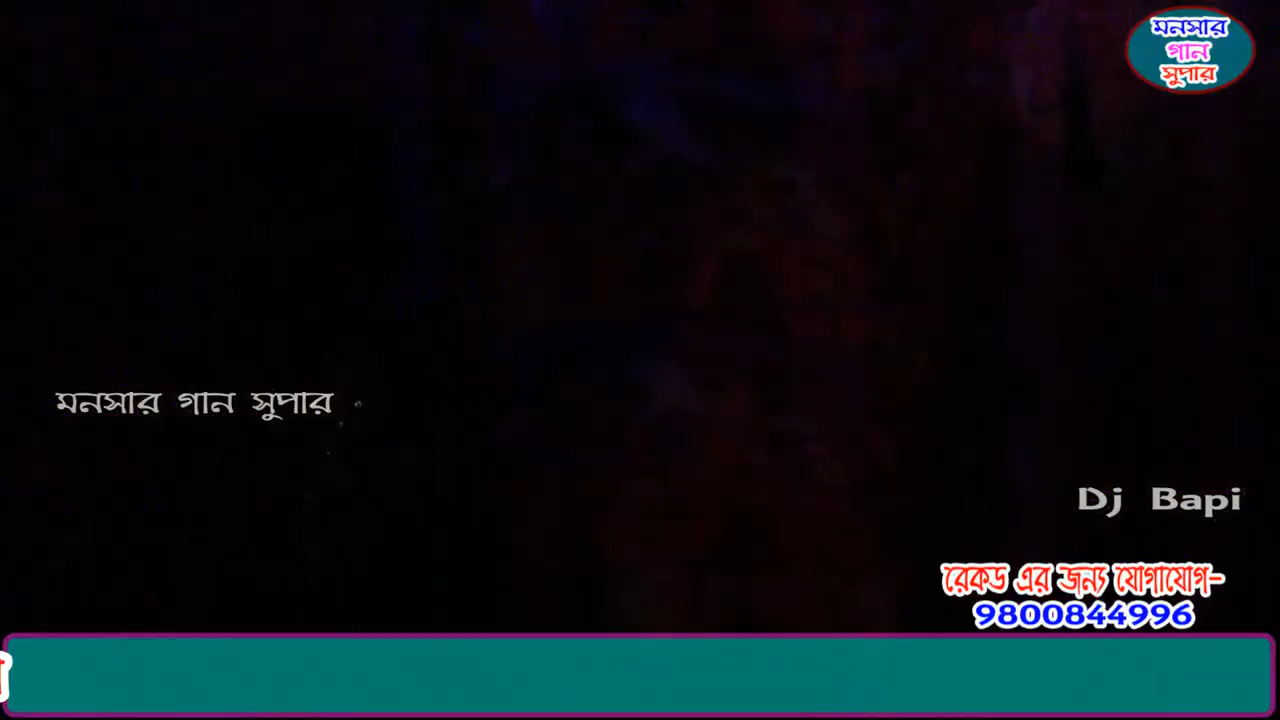 মনসার
গান
সুপার
মনসার গান সুপার
Dj Bapi
রেকড এর জন্য যোগাযোগ-
9800844996